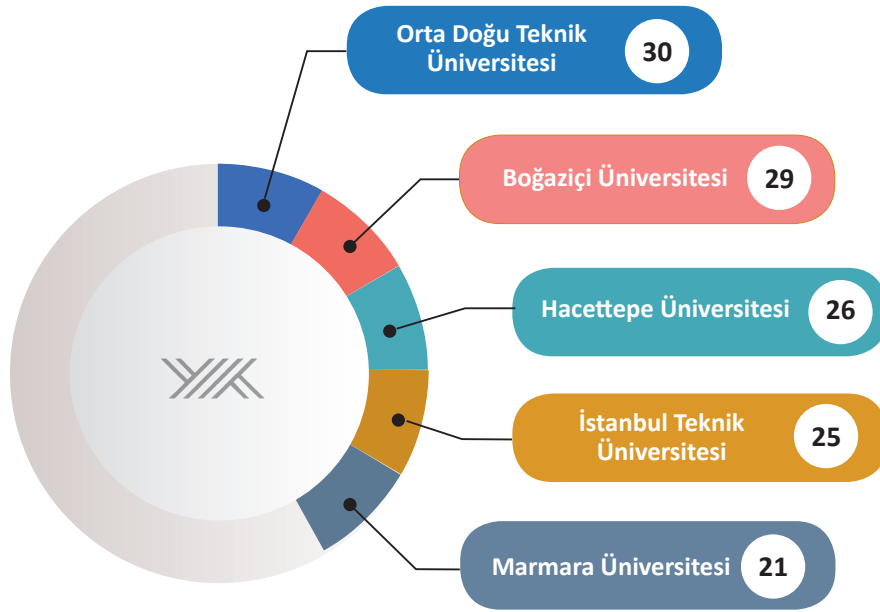 Orta Doğu Teknik
Üniversitesi
30
Boğaziçi Üniversitesi
29
Hacettepe Üniversitesi
26
İstanbul Teknik
Üniversitesi
25
Marmara Üniversitesi
21